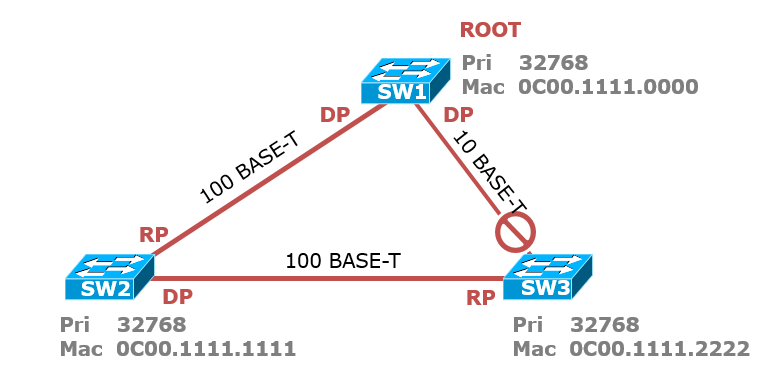 ROOT
Pri 32768
Mac 0C00.1111.0000
SW1
DP
DP
100 BASE-T
10 BASE-T
RP
100 BASE-T
SW2
SW3
DP
RP
Pri 32768
Mac 0C00.1111.1111
Pri 32768
Mac 0C00.1111.2222